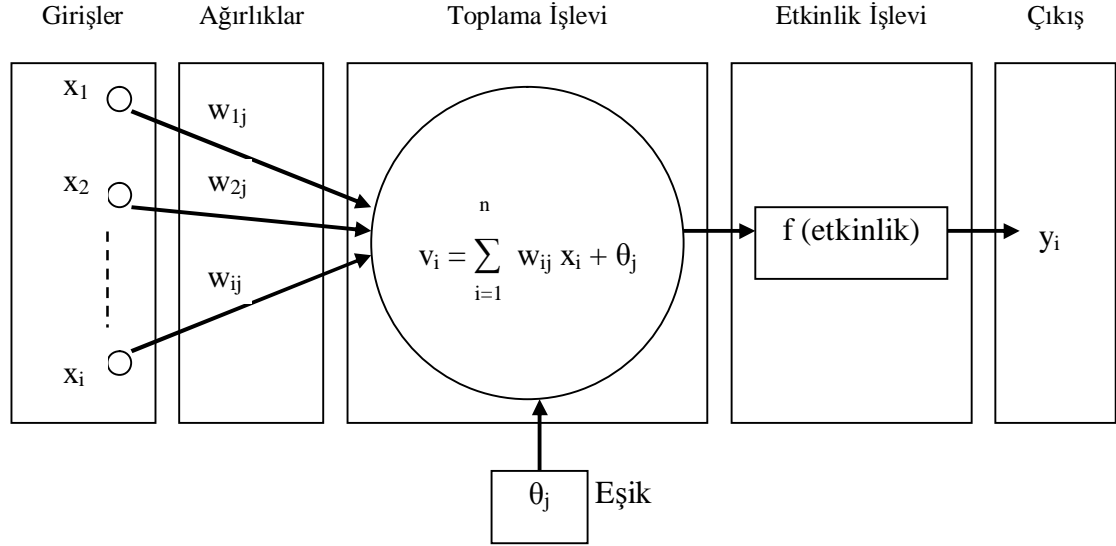 Girişler Ağırlıklar Toplama İşlevi Etkinlik İşlevi Çıkış
x₁
w₁ⱼ
x₂
w₂ⱼ
n
vᵢ = ∑ wᵢⱼ xᵢ + θⱼ
i=1
f (etkinlik)
yᵢ
wᵢⱼ
xᵢ
θⱼ Eşik